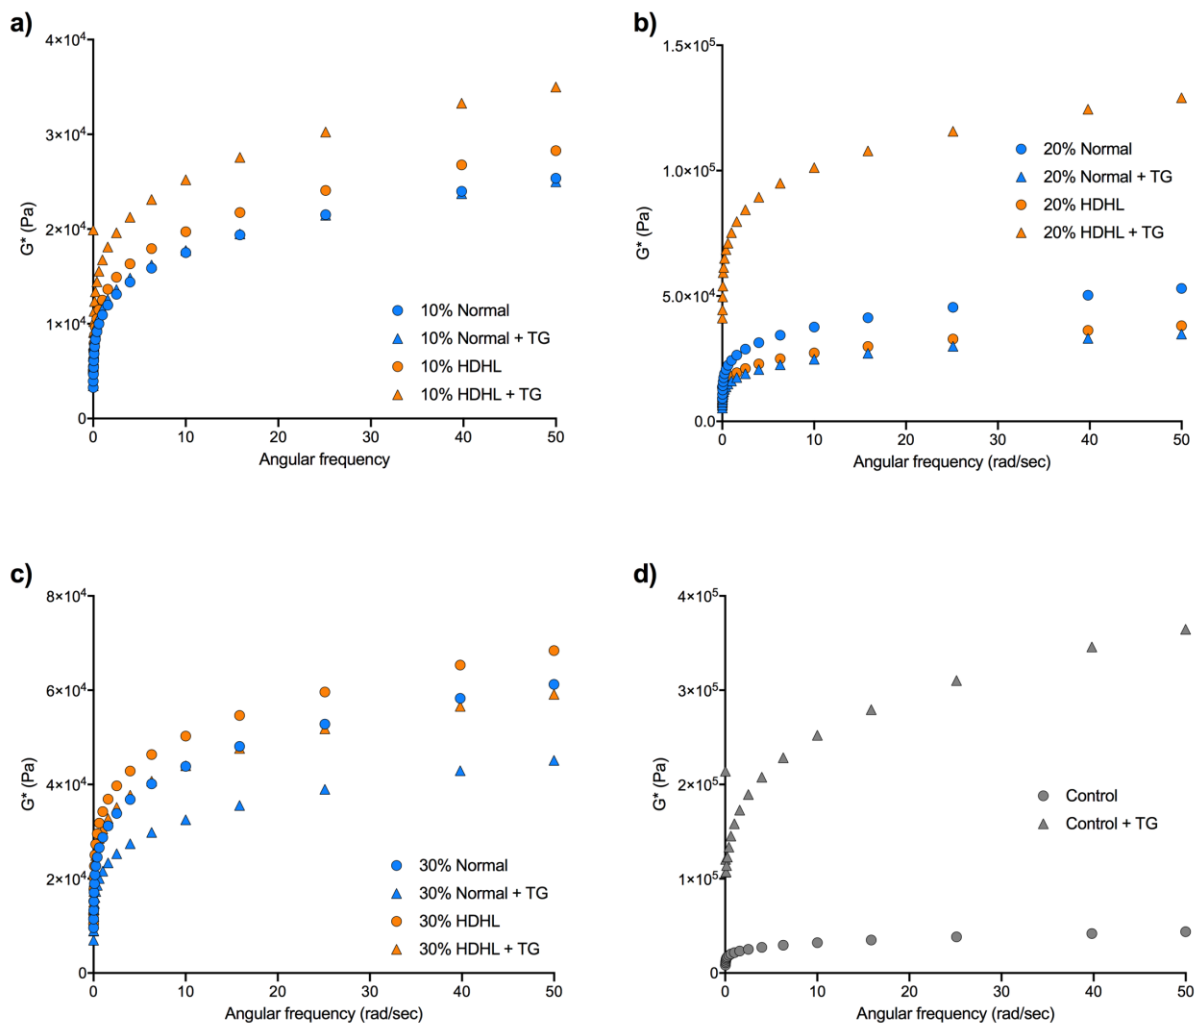 a)
4×10⁴
3×10⁴
2×10⁴
1×10⁴
0
G* (Pa)
0 10 20 30 40 50
Angular frequency
10% Normal
10% Normal + TG
10% HDHL
10% HDHL + TG
b)
1.5×10⁵
1.0×10⁵
5.0×10⁴
0.0
G* (Pa)
0 10 20 30 40 50
Angular frequency (rad/sec)
20% Normal
20% Normal + TG
20% HDHL
20% HDHL + TG
c)
8×10⁴
6×10⁴
4×10⁴
2×10⁴
0
G* (Pa)
0 10 20 30 40 50
Angular frequency (rad/sec)
30% Normal
30% Normal + TG
30% HDHL
30% HDHL + TG
d)
4×10⁵
3×10⁵
2×10⁵
1×10⁵
0
G* (Pa)
0 10 20 30 40 50
Angular frequency (rad/sec)
Control
Control + TG